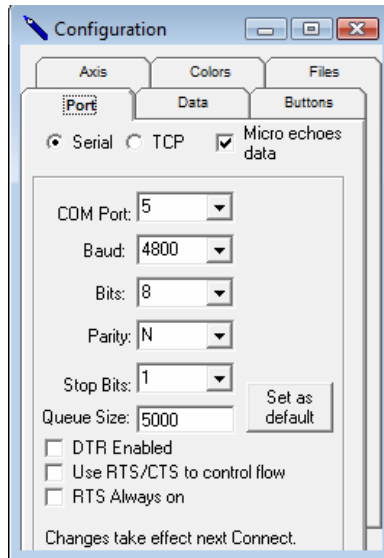 Configuration
Axis Colors Files
Port Data Buttons
Serial TCP Micro echoes
data
COM Port: 5
Baud: 4800
Bits: 8
Parity: N
Stop Bits: 1
Set as
default
Queue Size: 5000
DTR Enabled
Use RTS/CTS to control flow
RTS Always on
Changes take effect next Connect.